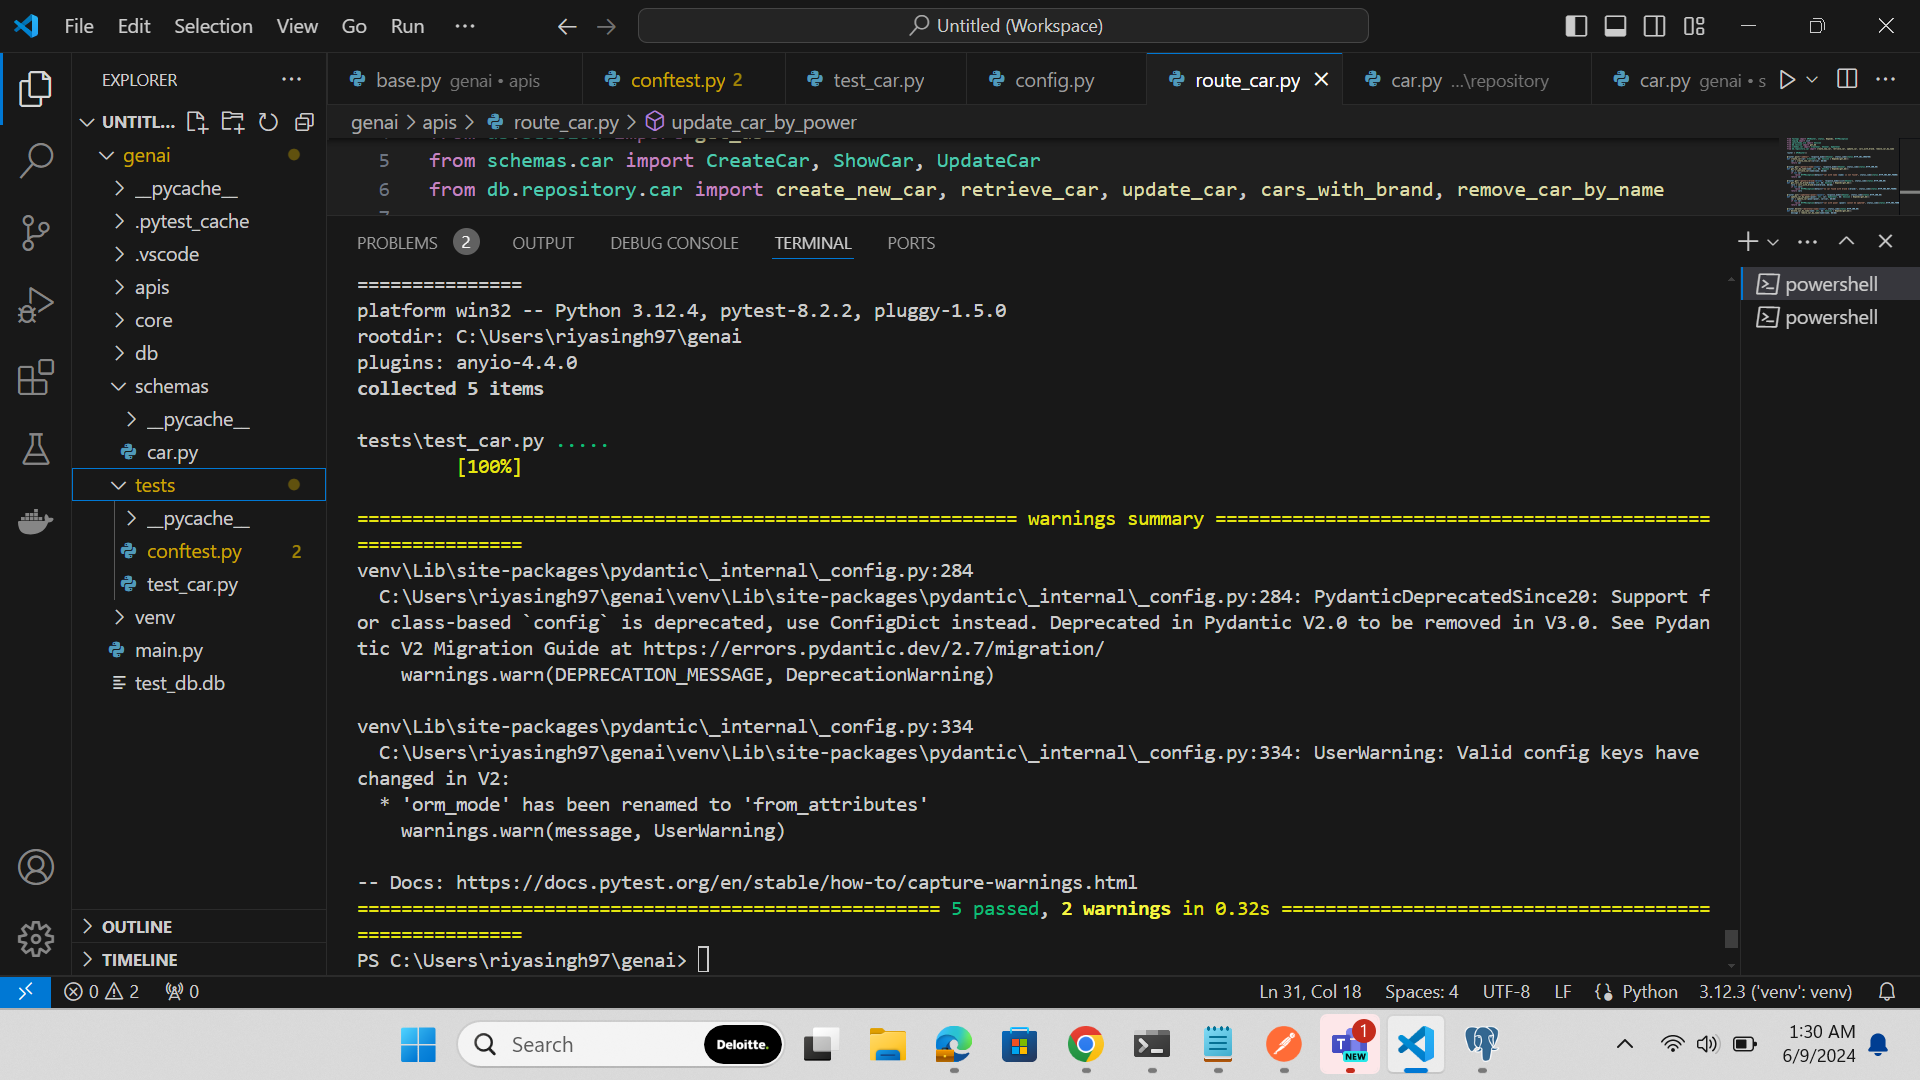 File Edit Selection View Go Run ···
Untitled (Workspace)
EXPLORER
base.py genai • apis
conftest.py 2
test_car.py
config.py
route_car.py
car.py ...\repository
car.py genai • s
UNTITL...
genai > apis > route_car.py > update_car_by_power
genai
__pycache__
.pytest_cache
.vscode
apis
core
db
schemas
__pycache__
car.py
tests
__pycache__
conftest.py 2
test_car.py
venv
main.py
test_db.db
OUTLINE
TIMELINE
5 from schemas.car import CreateCar, ShowCar, UpdateCar
6 from db.repository.car import create_new_car, retrieve_car, update_car, cars_with_brand, remove_car_by_name
PROBLEMS 2 OUTPUT DEBUG CONSOLE TERMINAL PORTS
powershell
powershell
===============
platform win32 -- Python 3.12.4, pytest-8.2.2, pluggy-1.5.0
rootdir: C:\Users\riyasingh97\genai
plugins: anyio-4.4.0
collected 5 items
tests\test_car.py .....
[100%]
============================================================ warnings summary =============================================
===============
venv\Lib\site-packages\pydantic\_internal\_config.py:284
C:\Users\riyasingh97\genai\venv\Lib\site-packages\pydantic\_internal\_config.py:284: PydanticDeprecatedSince20: Support f
or class-based `config` is deprecated, use ConfigDict instead. Deprecated in Pydantic V2.0 to be removed in V3.0. See Pydan
tic V2 Migration Guide at https://errors.pydantic.dev/2.7/migration/
warnings.warn(DEPRECATION_MESSAGE, DeprecationWarning)
venv\Lib\site-packages\pydantic\_internal\_config.py:334
C:\Users\riyasingh97\genai\venv\Lib\site-packages\pydantic\_internal\_config.py:334: UserWarning: Valid config keys have
changed in V2:
* 'orm_mode' has been renamed to 'from_attributes'
warnings.warn(message, UserWarning)
-- Docs: https://docs.pytest.org/en/stable/how-to/capture-warnings.html
===================================================== 5 passed, 2 warnings in 0.32s =======================================
===============
PS C:\Users\riyasingh97\genai>
0 2 0
Ln 31, Col 18 Spaces: 4 UTF-8 LF Python 3.12.3 ('venv': venv)
Search
Deloitte.
1
NEW
1:30 AM
6/9/2024